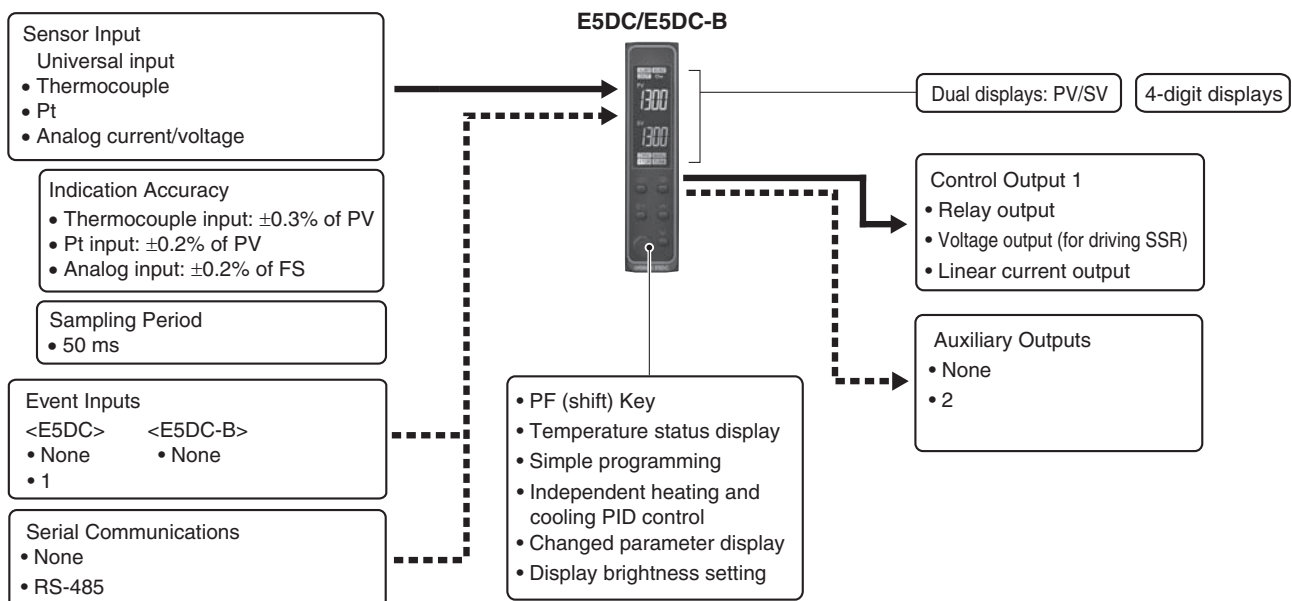 E5DC/E5DC-B
Sensor Input
Universal input
• Thermocouple
• Pt
• Analog current/voltage
Indication Accuracy
• Thermocouple input: ±0.3% of PV
• Pt input: ±0.2% of PV
• Analog input: ±0.2% of FS
Sampling Period
• 50 ms
Event Inputs
<E5DC> <E5DC-B>
• None • None
• 1
Serial Communications
• None
• RS-485
PV
1300
SV
1300
• PF (shift) Key
• Temperature status display
• Simple programming
• Independent heating and
cooling PID control
• Changed parameter display
• Display brightness setting
Dual displays: PV/SV
4-digit displays
Control Output 1
• Relay output
• Voltage output (for driving SSR)
• Linear current output
Auxiliary Outputs
• None
• 2